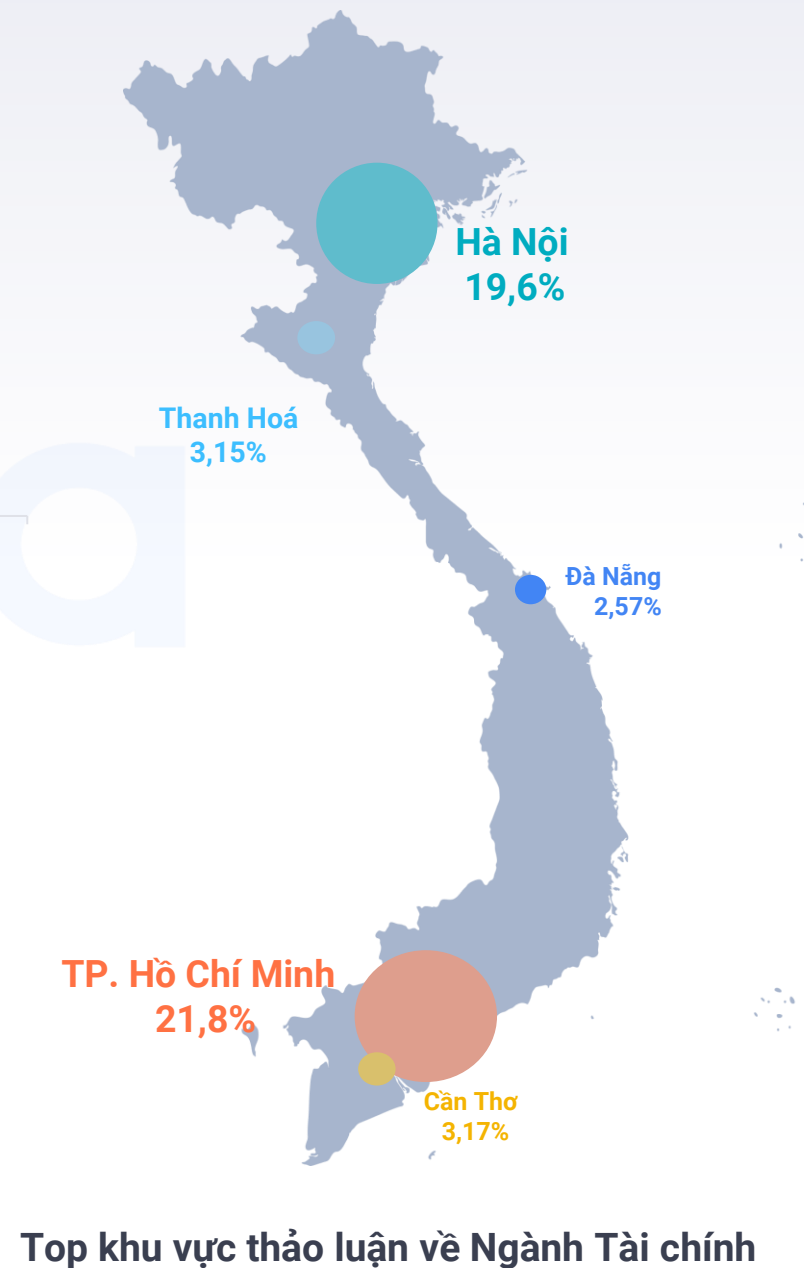 Hà Nội
19,6%
Thanh Hoá
3,15%
Đà Nẵng
2,57%
TP. Hồ Chí Minh
21,8%
Cần Thơ
3,17%
Top khu vực thảo luận về Ngành Tài chính